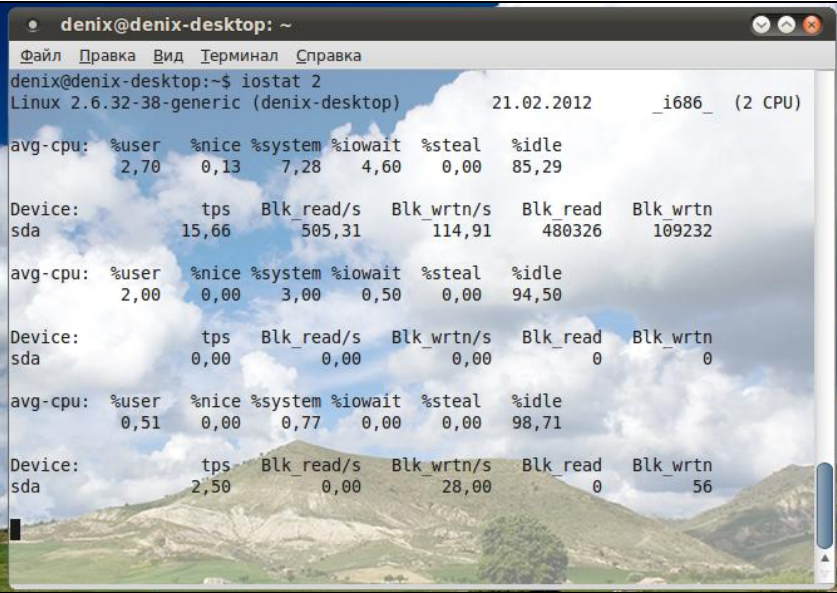 denix@denix-desktop: ~
Файл Правка Вид Терминал Справка
denix@denix-desktop:~$ iostat 2
Linux 2.6.32-38-generic (denix-desktop) 21.02.2012 _i686_ (2 CPU)
avg-cpu: %user %nice %system %iowait %steal %idle
2,70 0,13 7,28 4,60 0,00 85,29
Device: tps Blk_read/s Blk_wrtn/s Blk_read Blk_wrtn
sda 15,66 505,31 114,91 480326 109232
avg-cpu: %user %nice %system %iowait %steal %idle
2,00 0,00 3,00 0,50 0,00 94,50
Device: tps Blk_read/s Blk_wrtn/s Blk_read Blk_wrtn
sda 0,00 0,00 0,00 0 0
avg-cpu: %user %nice %system %iowait %steal %idle
0,51 0,00 0,77 0,00 0,00 98,71
Device: tps Blk_read/s Blk_wrtn/s Blk_read Blk_wrtn
sda 2,50 0,00 28,00 0 56